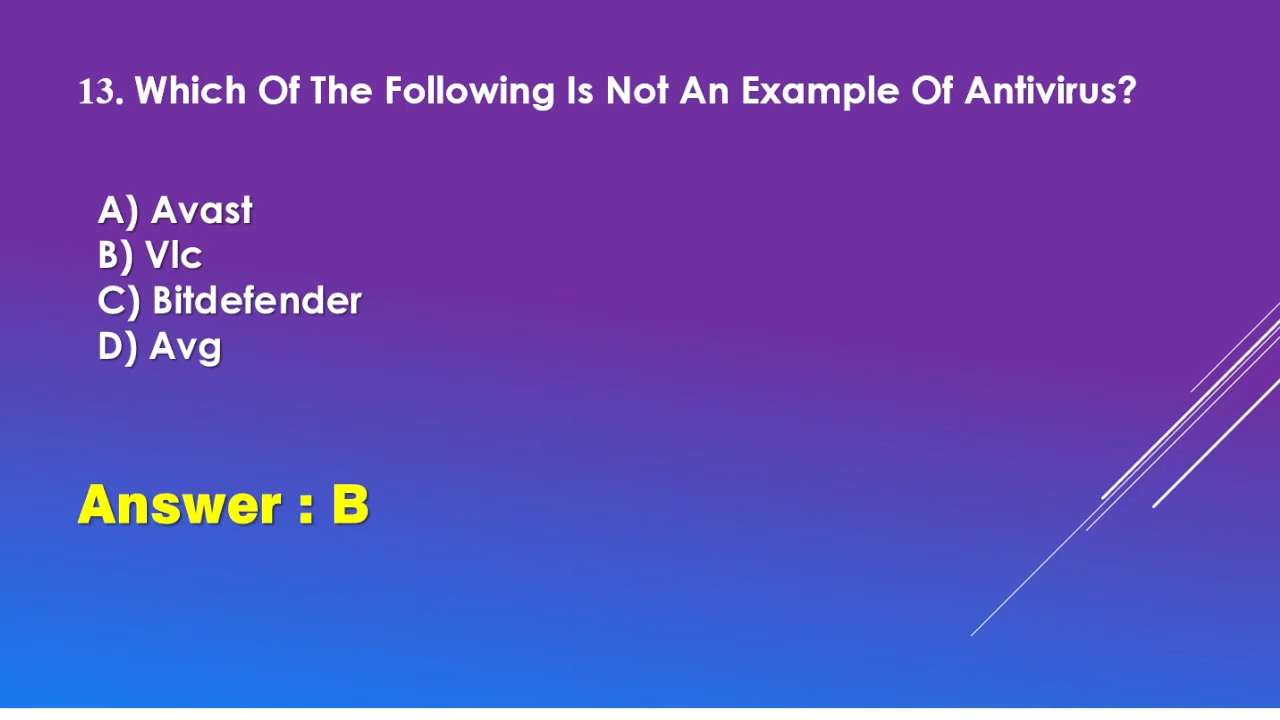 13. Which Of The Following Is Not An Example Of Antivirus?
A) Avast
B) Vlc
C) Bitdefender
D) Avg
Answer : B